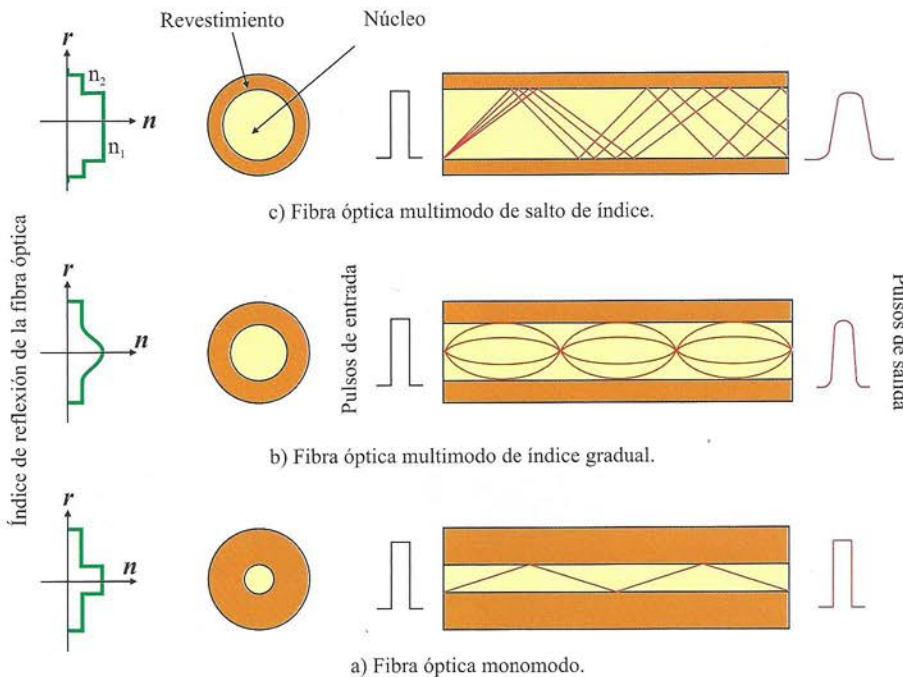 Revestimiento
Núcleo
r
n₂
n
n₁
c) Fibra óptica multimodo de salto de índice.
Índice de reflexión de la fibra óptica
r
n
Pulsos de entrada
Pulsos de salida
b) Fibra óptica multimodo de índice gradual.
r
n
a) Fibra óptica monomodo.